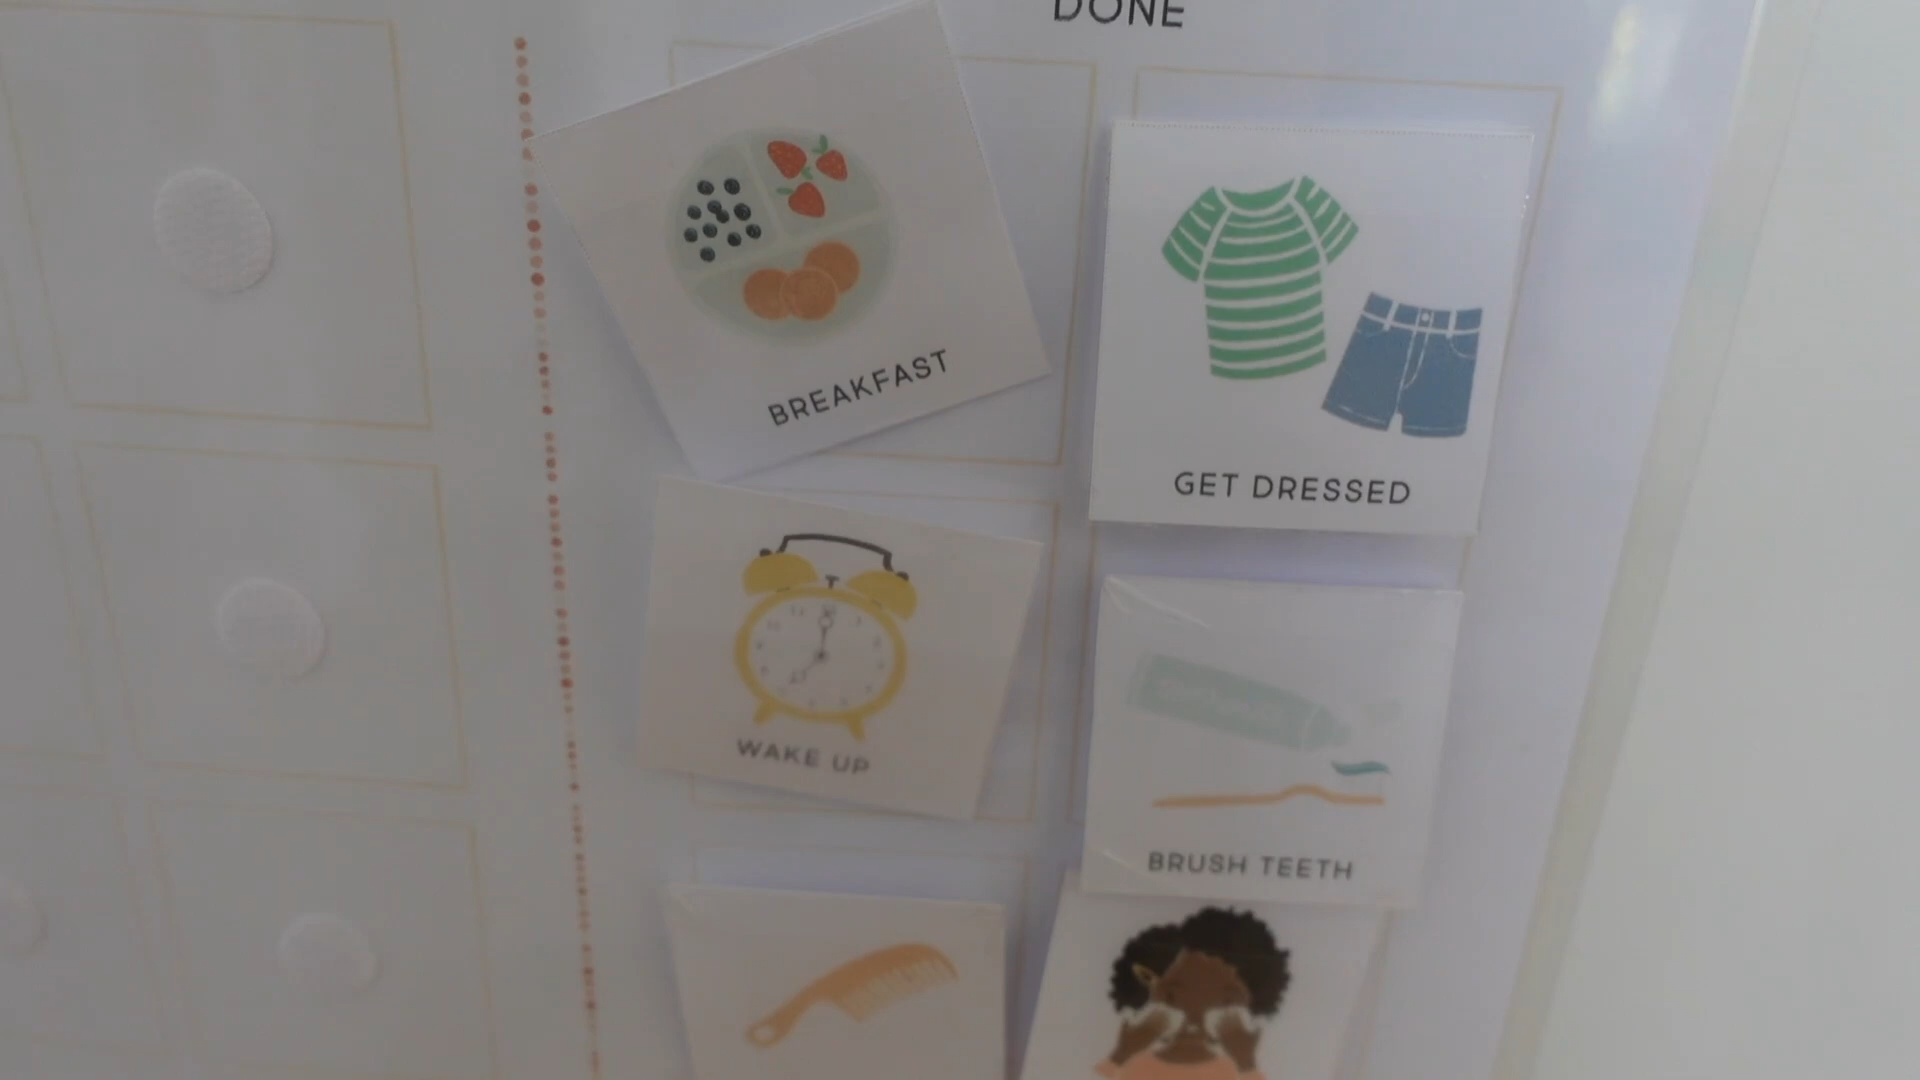 DONE
BREAKFAST
GET DRESSED
WAKE UP
BRUSH TEETH